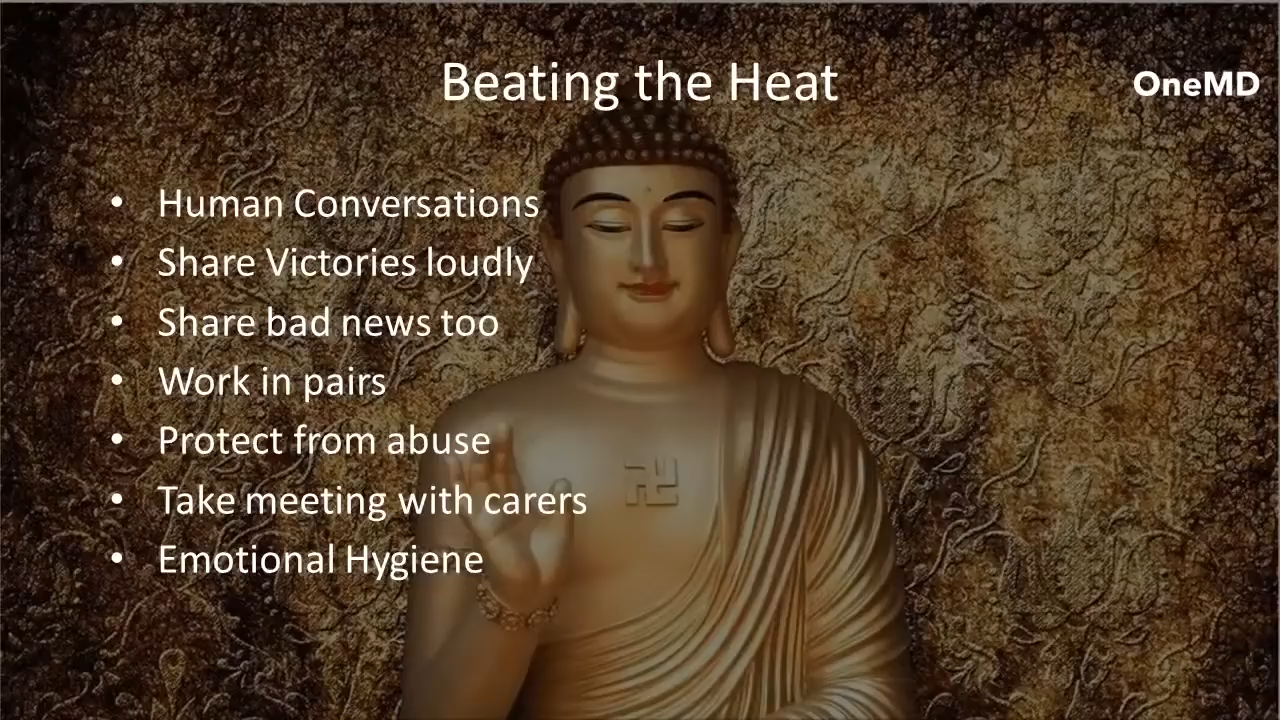 Beating the Heat
OneMD
• Human Conversations
• Share Victories loudly
• Share bad news too
• Work in pairs
• Protect from abuse
• Take meeting with carers
• Emotional Hygiene